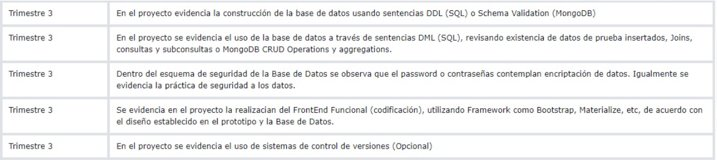 Trimestre 3
En el proyecto evidencia la construcción de la base de datos usando sentencias DDL (SQL) o Schema Validation (MongoDB)
Trimestre 3
En el proyecto se evidencia el uso de la base de datos a través de sentencias DML (SQL), revisando existencia de datos de prueba insertados, Joins,
consultas y subconsultas o MongoDB CRUD Operations y aggregations.
Trimestre 3
Dentro del esquema de seguridad de la Base de Datos se observa que el password o contraseñas contemplan encriptación de datos. Igualmente se
evidencia la práctica de seguridad a los datos.
Trimestre 3
Se evidencia en el proyecto la realizacian del FrontEnd Funcional (codificación), utilizando Framework como Bootstrap, Materialize, etc, de acuerdo con
el diseño establecido en el prototipo y la Base de Datos.
Trimestre 3
En el proyecto se evidencia el uso de sistemas de control de versiones (Opcional)